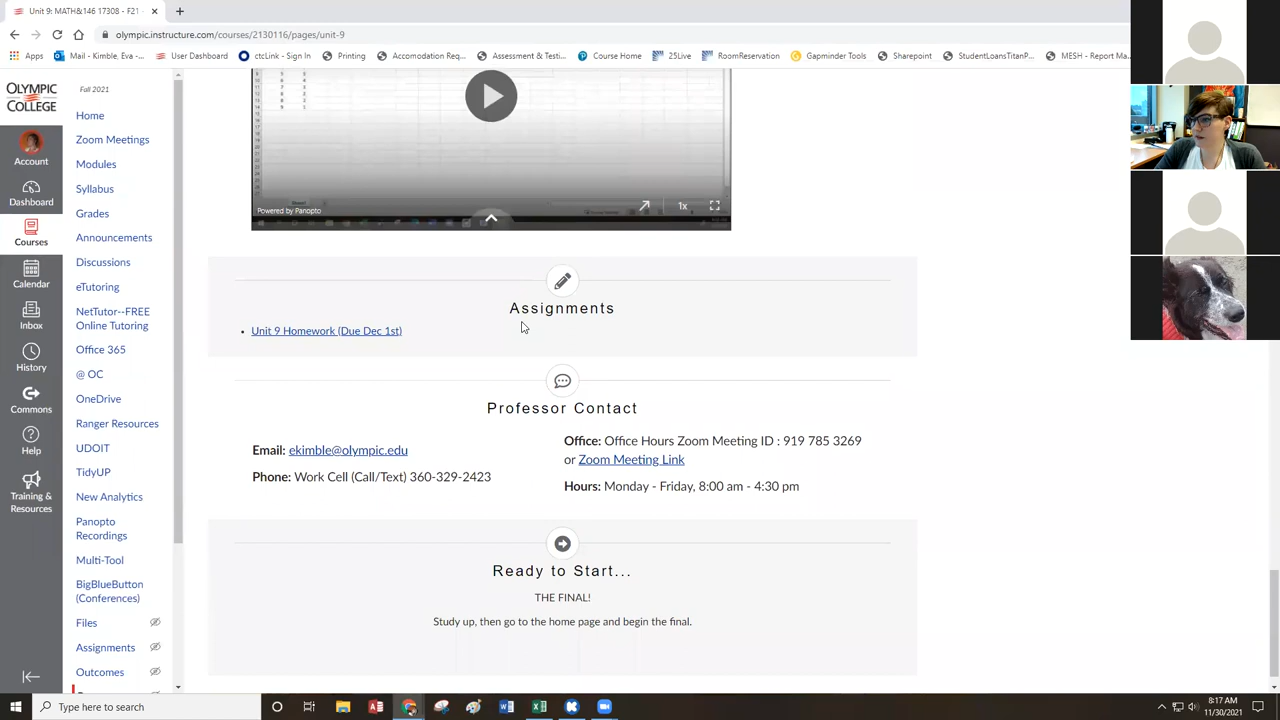 Unit 9: MATH&146 17308 - F21 -
olympic.instructure.com/courses/2130116/pages/unit-9
Apps
Mail - Kimble, Eva -...
User Dashboard
ctcLink - Sign In
Printing
Accomodation Req...
Assessment & Testi...
Course Home
25Live
RoomReservation
Gapminder Tools
Sharepoint
StudentLoansTitanP...
MESH - Report Ma...
OLYMPIC
COLLEGE
Account
Dashboard
Courses
Calendar
Inbox
History
Commons
Help
Training &
Resources
Fall 2021
Home
Zoom Meetings
Modules
Syllabus
Grades
Announcements
Discussions
eTutoring
NetTutor--FREE
Online Tutoring
Office 365
@ OC
OneDrive
Ranger Resources
UDOIT
TidyUP
New Analytics
Panopto
Recordings
Multi-Tool
BigBlueButton
(Conferences)
Files
Assignments
Outcomes
Powered by Panopto
1x
Assignments
Unit 9 Homework (Due Dec 1st)
Professor Contact
Email: ekimble@olympic.edu
Phone: Work Cell (Call/Text) 360-329-2423
Office: Office Hours Zoom Meeting ID : 919 785 3269
or Zoom Meeting Link
Hours: Monday - Friday, 8:00 am - 4:30 pm
Ready to Start...
THE FINAL!
Study up, then go to the home page and begin the final.
Type here to search
8:17 AM
11/30/2021